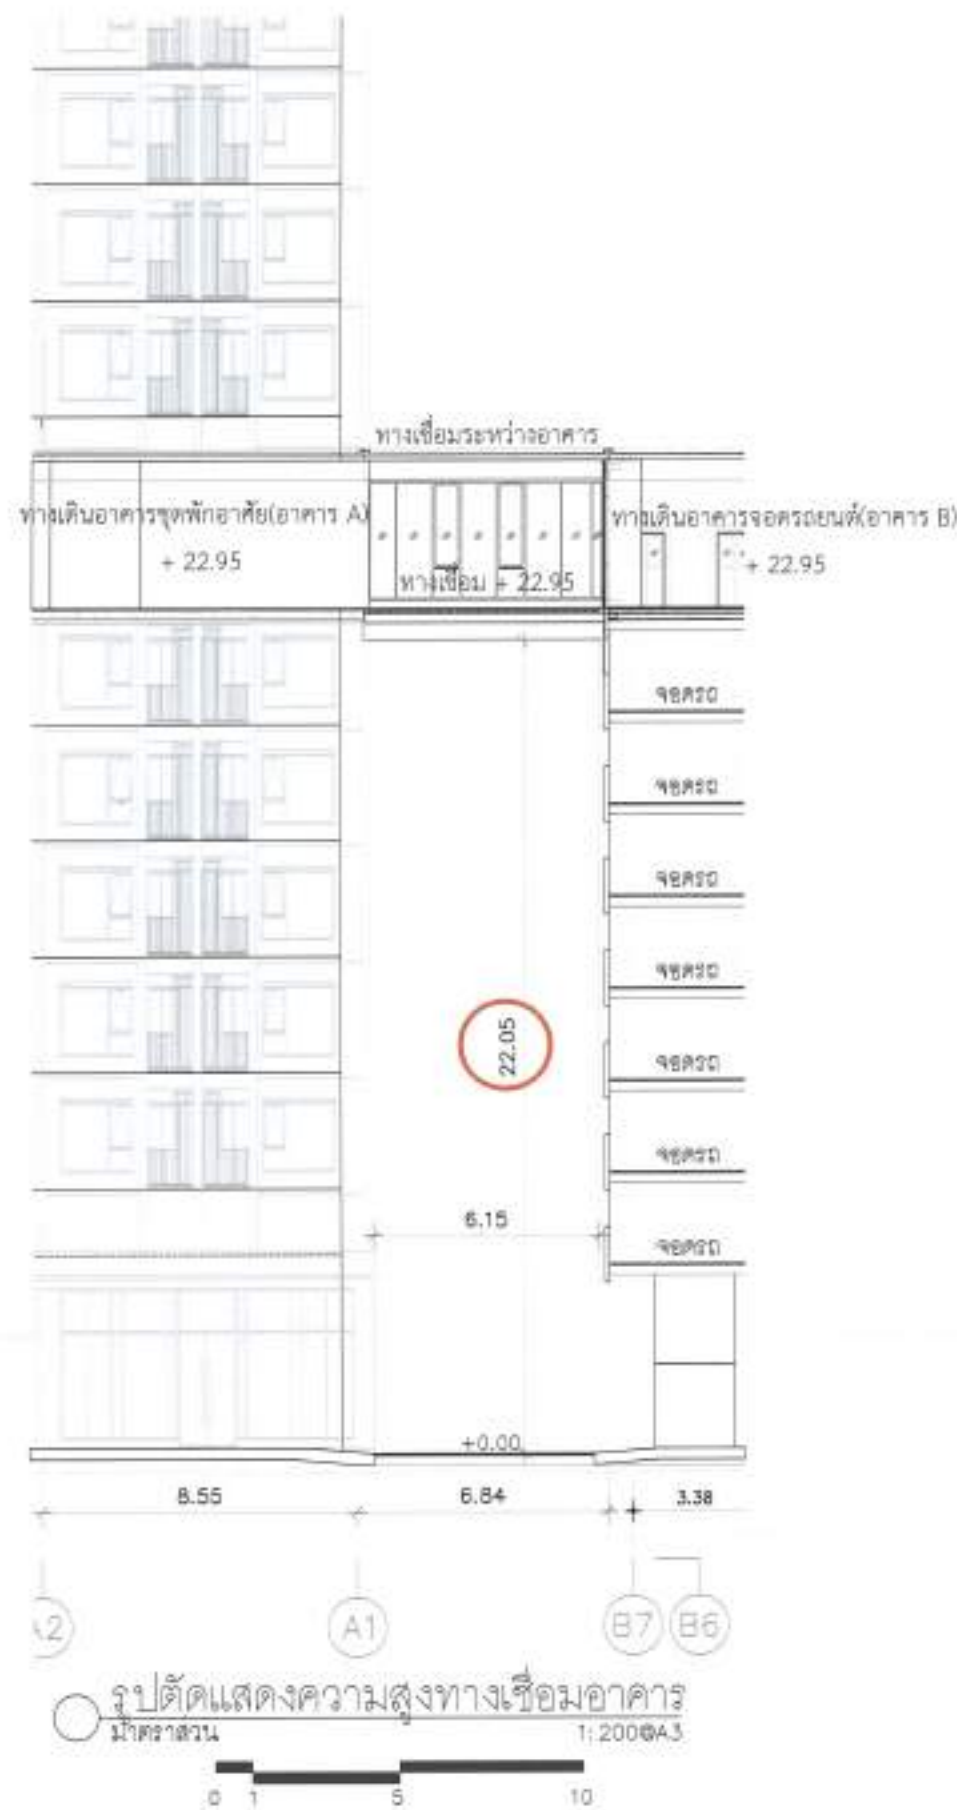 ทางเชื่อมระหว่างอาคาร
ทางเดินอาคารชุดพักอาศัย(อาคาร A)
+ 22.95
ทางเชื่อม + 22.95
ทางเดินอาคารจอดรถยนต์(อาคาร B)
+ 22.95
จอดรถ
จอดรถ
จอดรถ
จอดรถ
จอดรถ
จอดรถ
จอดรถ
22.05
6.15
+0.00
8.55
6.84
3.38
A2
A1
B7
B6
รูปตัดแสดงความสูงทางเชื่อมอาคาร
มาตราส่วน
1:200@A3
0 1 5 10